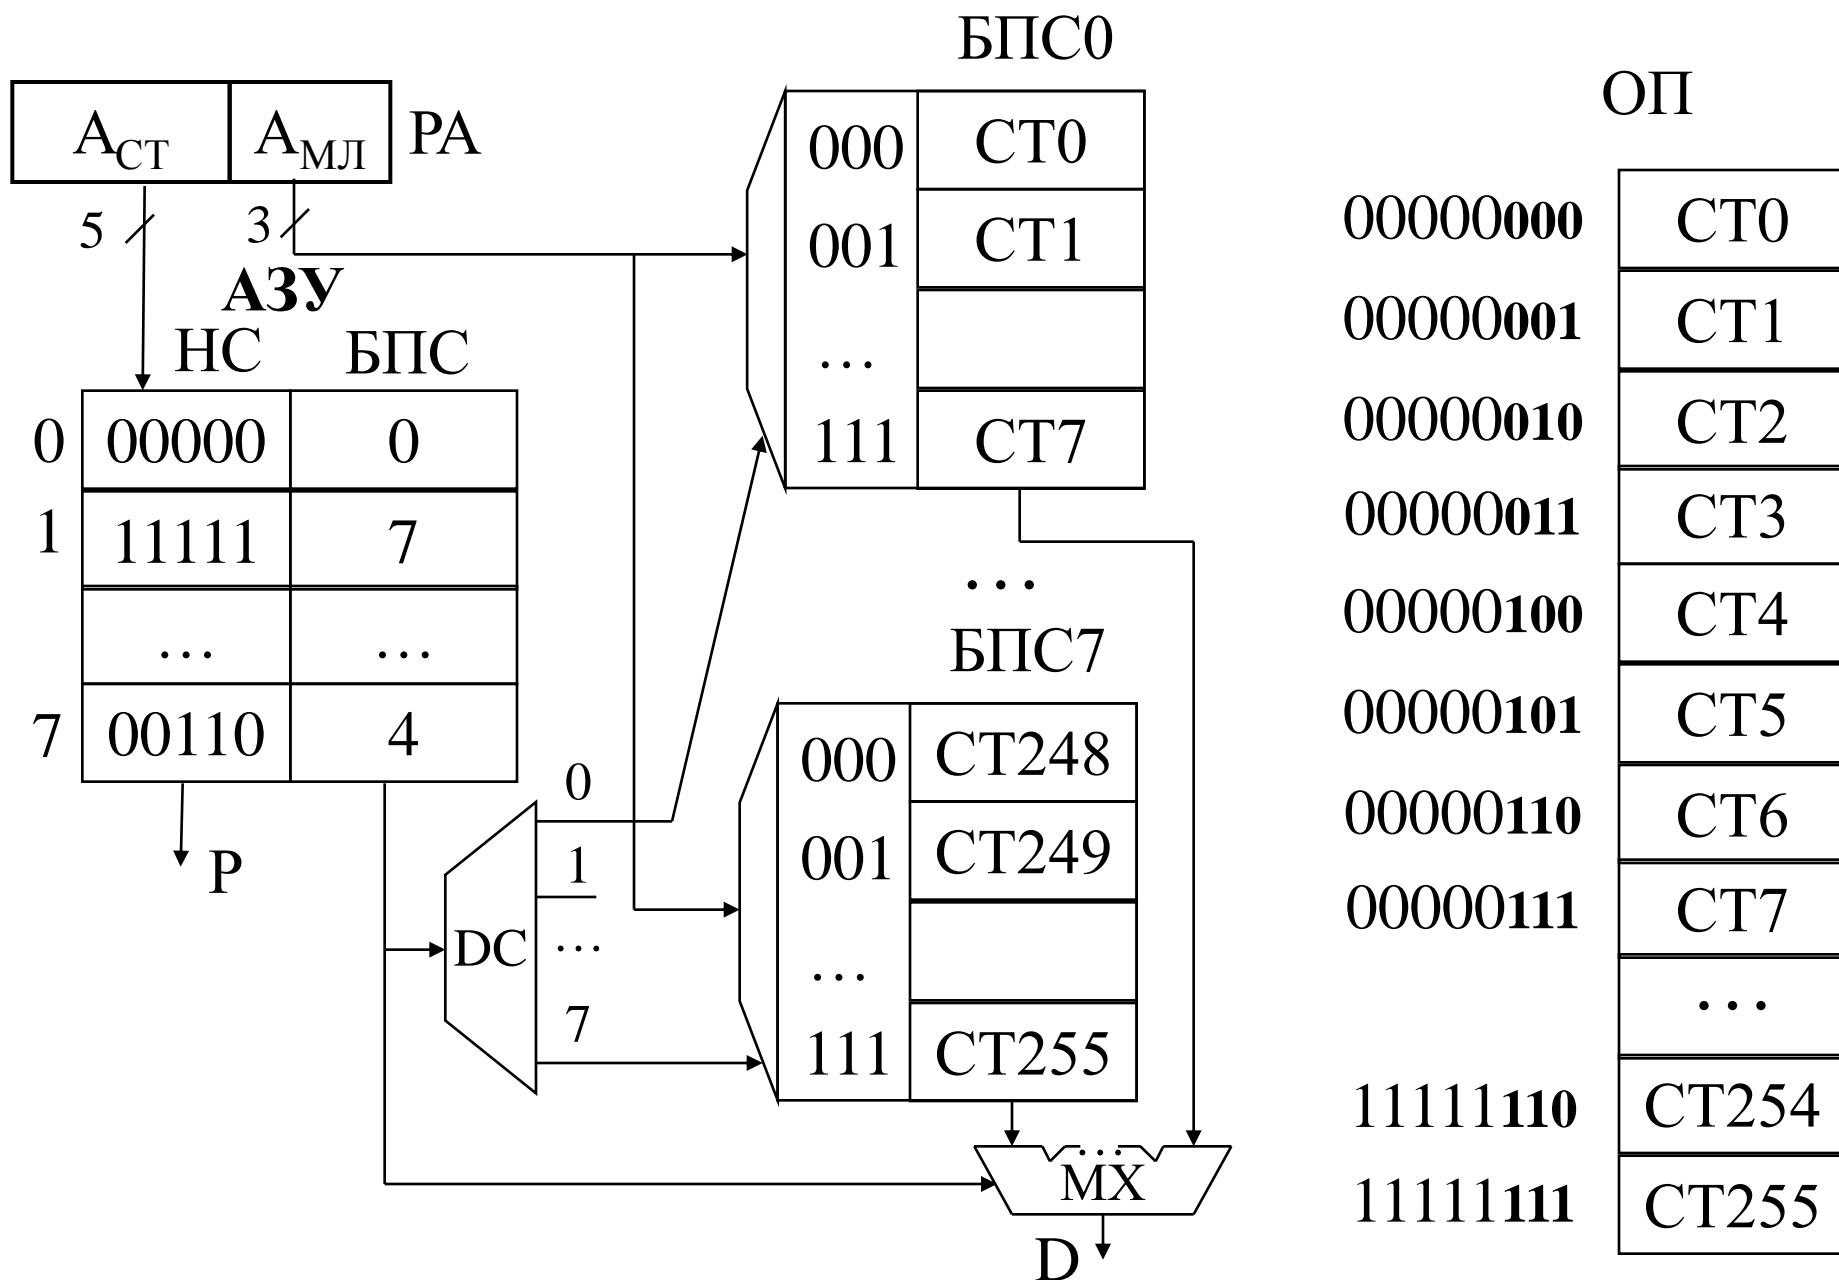 БПС0
ОП
АСТ АМЛ РА
5 3
АЗУ
НС БПС
0 00000 0
1 11111 7
… …
7 00110 4
Р
DC
0
1
…
7
000 СТ0
001 СТ1
…
111 СТ7
…
БПС7
000 СТ248
001 СТ249
…
111 СТ255
…
MX
D
00000000 СТ0
00000001 СТ1
00000010 СТ2
00000011 СТ3
00000100 СТ4
00000101 СТ5
00000110 СТ6
00000111 СТ7
…
11111110 СТ254
11111111 СТ255